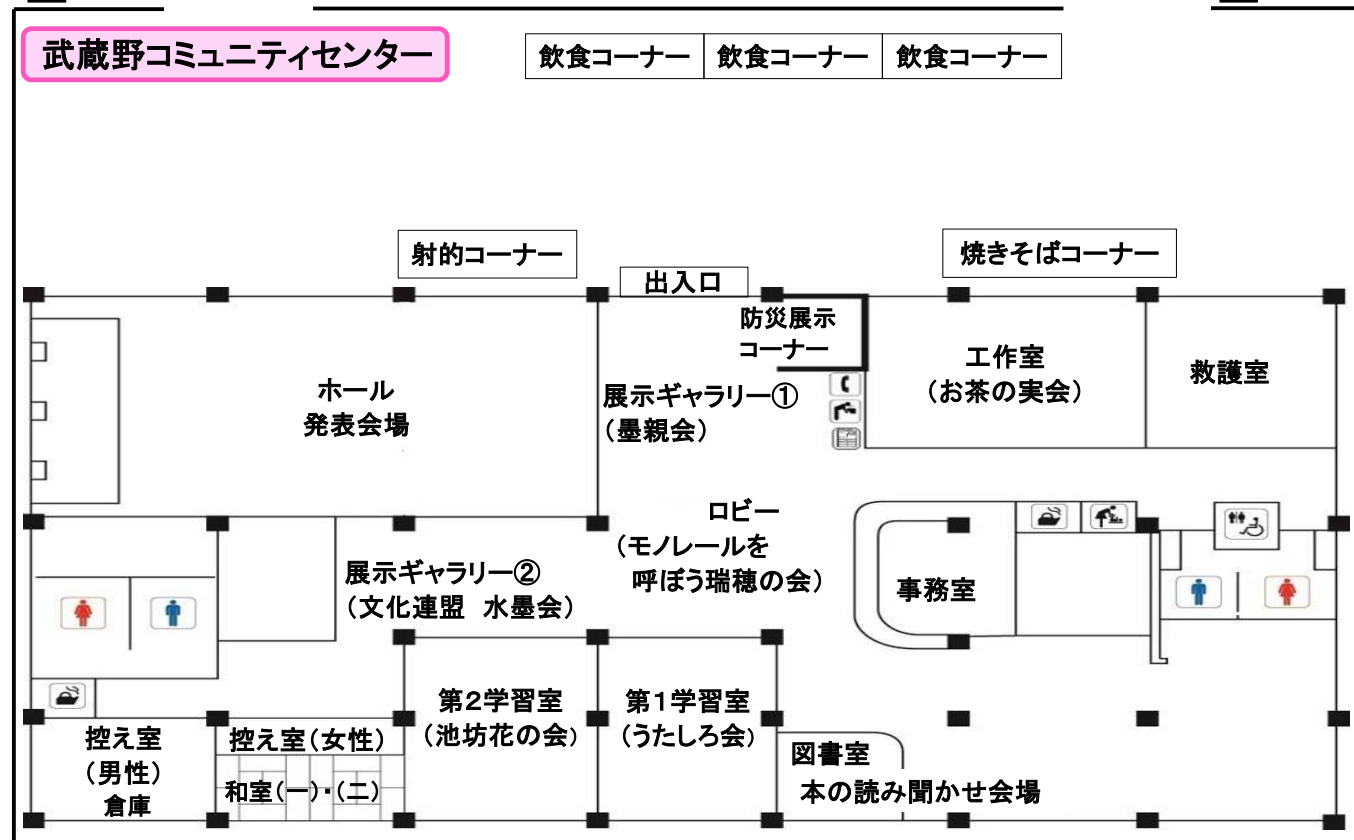 武蔵野コミュニティセンター
飲食コーナー
飲食コーナー
飲食コーナー
射的コーナー
焼きそばコーナー
出入口
防災展示
コーナー
工作室
（お茶の実会）
救護室
ホール
発表会場
展示ギャラリー①
（墨親会）
ロビー
（モノレールを
呼ぼう瑞穂の会）
展示ギャラリー②
（文化連盟　水墨会）
事務室
第２学習室
（池坊花の会）
第１学習室
（うたしろ会）
控え室
（男性）
倉庫
控え室（女性）
和室（一）・（二）
図書室
本の読み聞かせ会場